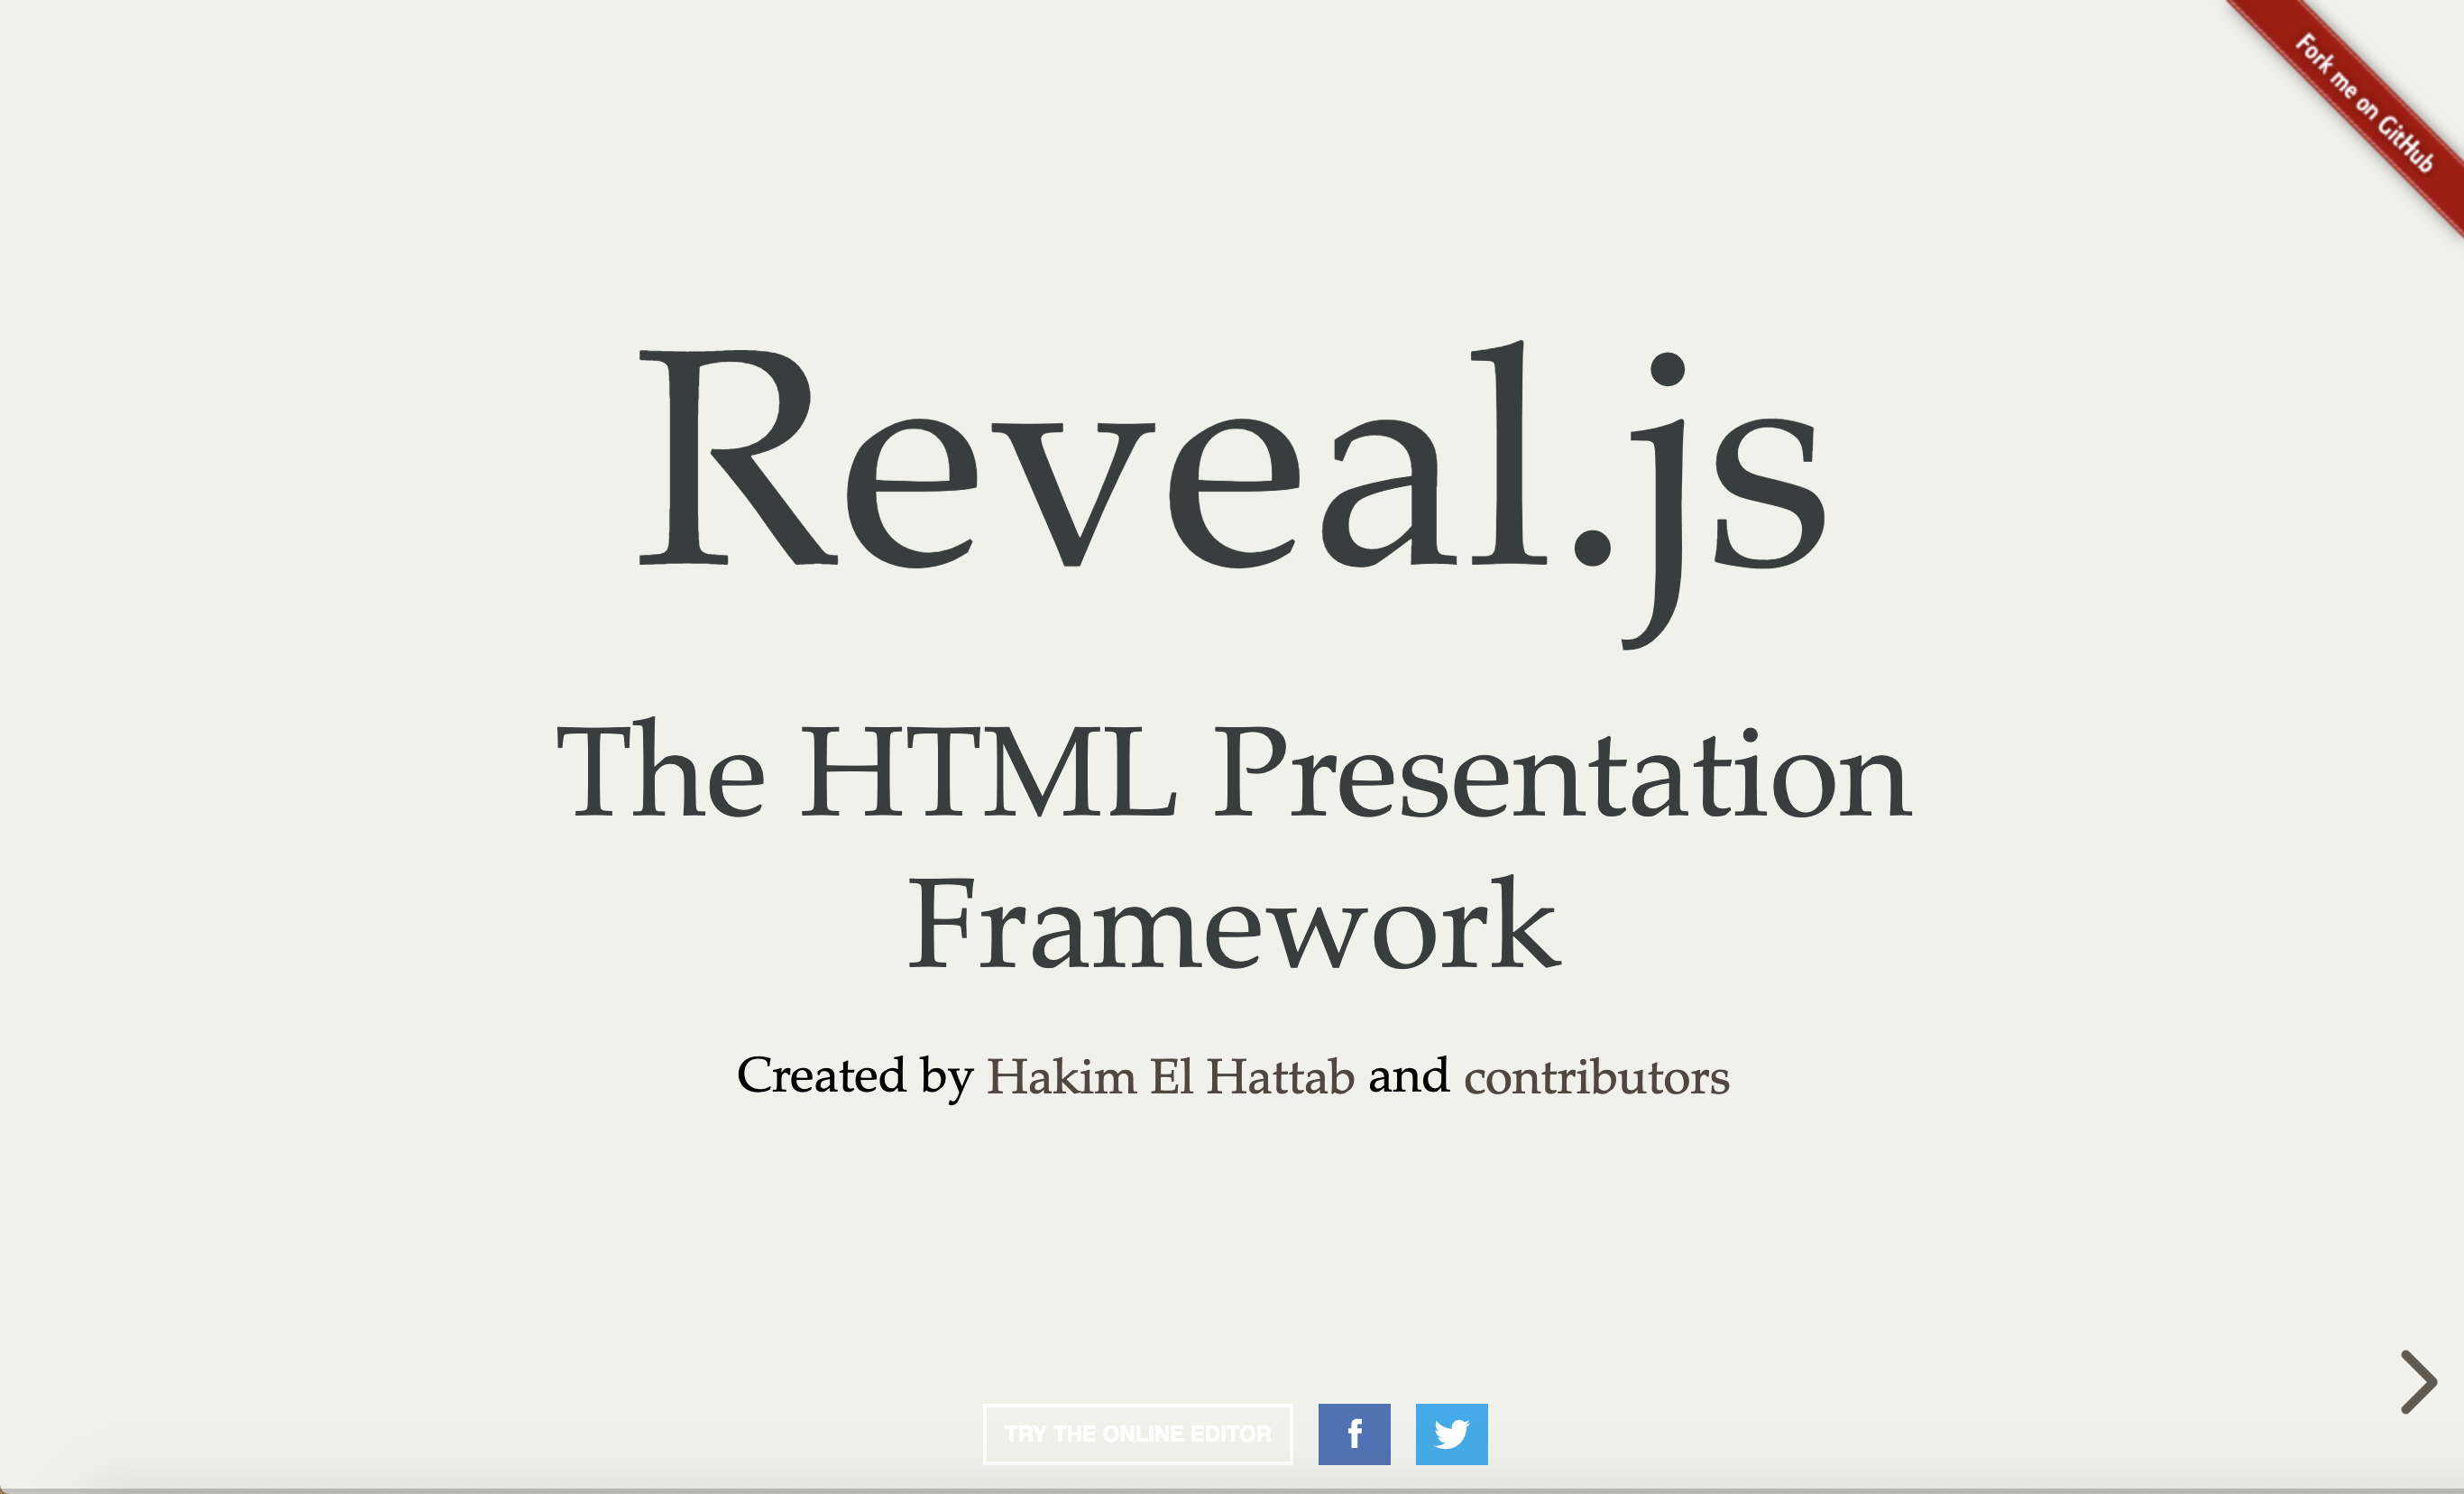 Fork me on GitHub
Reveal.js
The HTML Presentation
Framework
Created by Hakim El Hattab and contributors
TRY THE ONLINE EDITOR